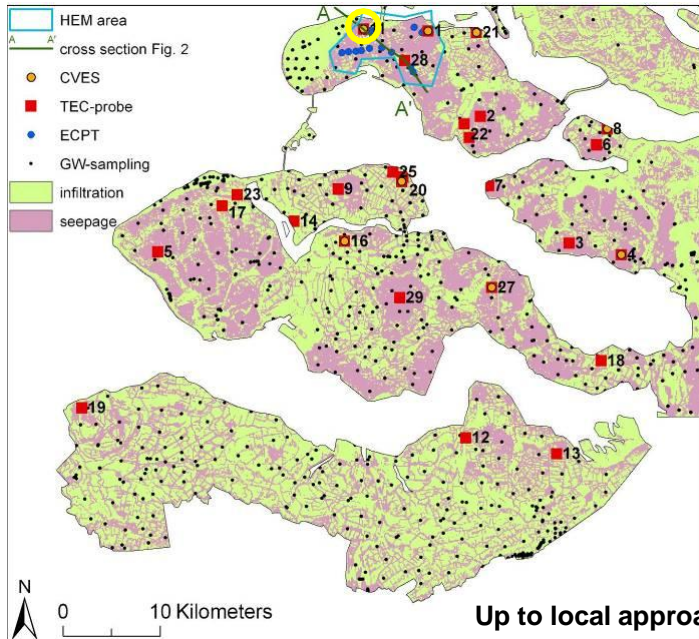 HEM area
A A'
cross section Fig. 2
CVES
TEC-probe
ECPT
GW-sampling
infiltration
seepage
A
1
21
28
A'
2
22
8
6
25
20
9
23
17
14
7
5
16
3
4
29
27
18
19
12
13
N
0 10 Kilometers
Up to local approa